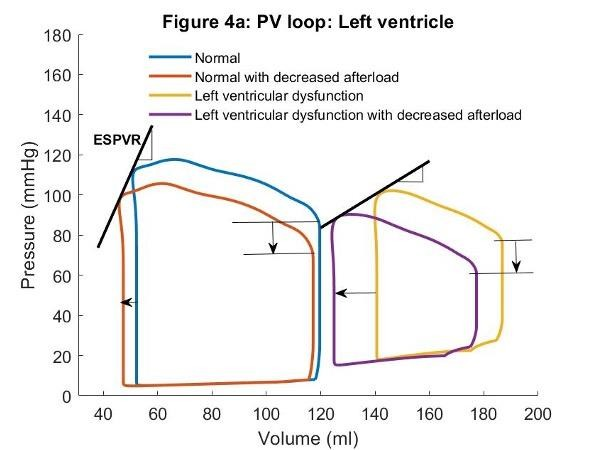 Figure 4a: PV loop: Left ventricle
180
160
140
120
100
80
60
40
20
0
Pressure (mmHg)
Normal
Normal with decreased afterload
Left ventricular dysfunction
Left ventricular dysfunction with decreased afterload
ESPVR
40 60 80 100 120 140 160 180 200
Volume (ml)